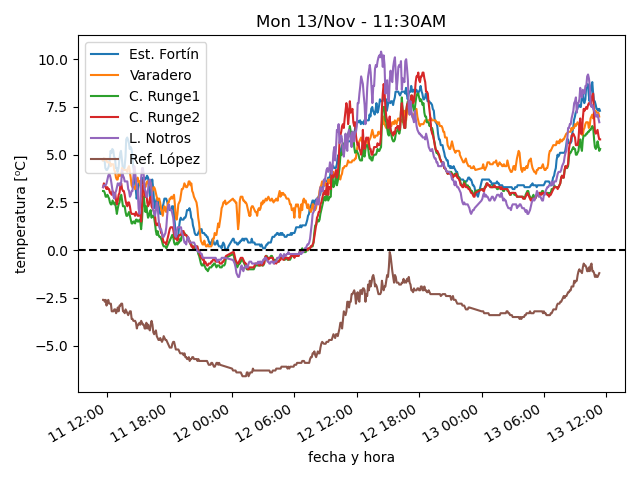 Mon 13/Nov - 11:30AM
Est. Fortín
Varadero
C. Runge1
C. Runge2
L. Notros
Ref. López
temperatura [ºC]
10.0
7.5
5.0
2.5
0.0
−2.5
−5.0
11 12:00
11 18:00
12 00:00
12 06:00
12 12:00
12 18:00
13 00:00
13 06:00
13 12:00
fecha y hora